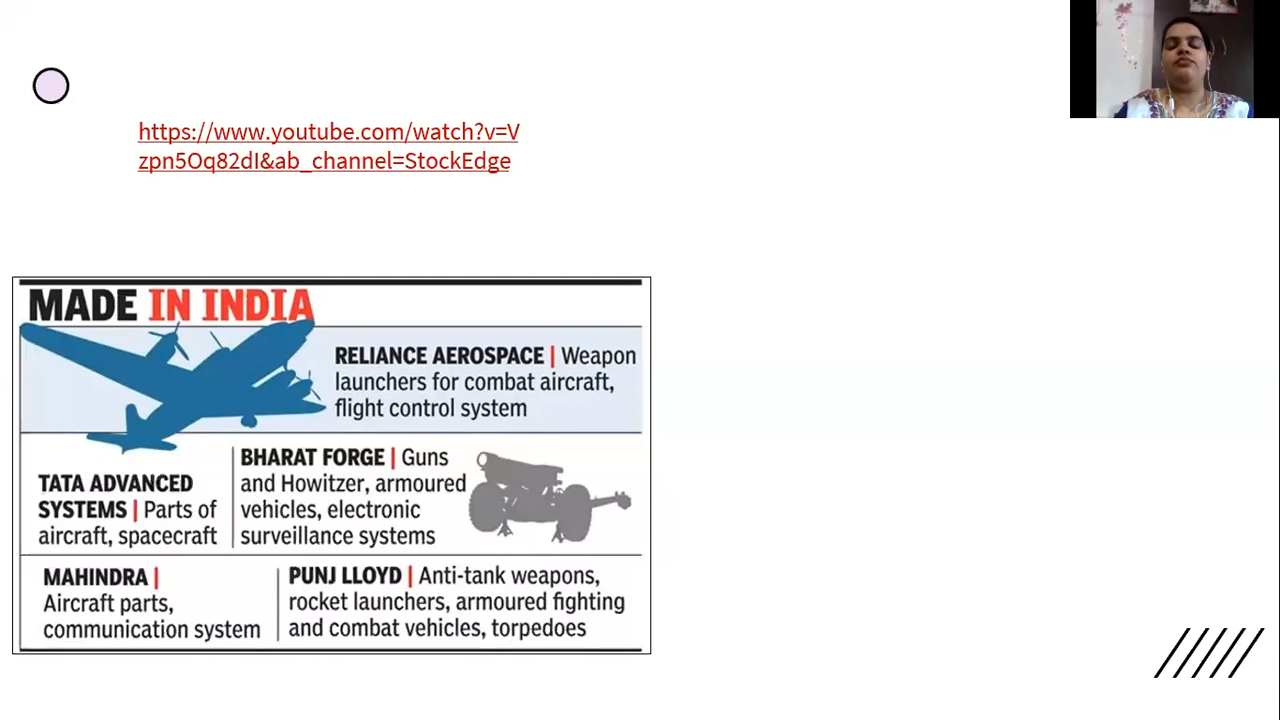 https://www.youtube.com/watch?v=V
zpn5Oq82dI&ab_channel=StockEdge
MADE IN INDIA
RELIANCE AEROSPACE | Weapon
launchers for combat aircraft,
flight control system
TATA ADVANCED
SYSTEMS | Parts of
aircraft, spacecraft
BHARAT FORGE | Guns
and Howitzer, armoured
vehicles, electronic
surveillance systems
MAHINDRA |
Aircraft parts,
communication system
PUNJ LLOYD | Anti-tank weapons,
rocket launchers, armoured fighting
and combat vehicles, torpedoes